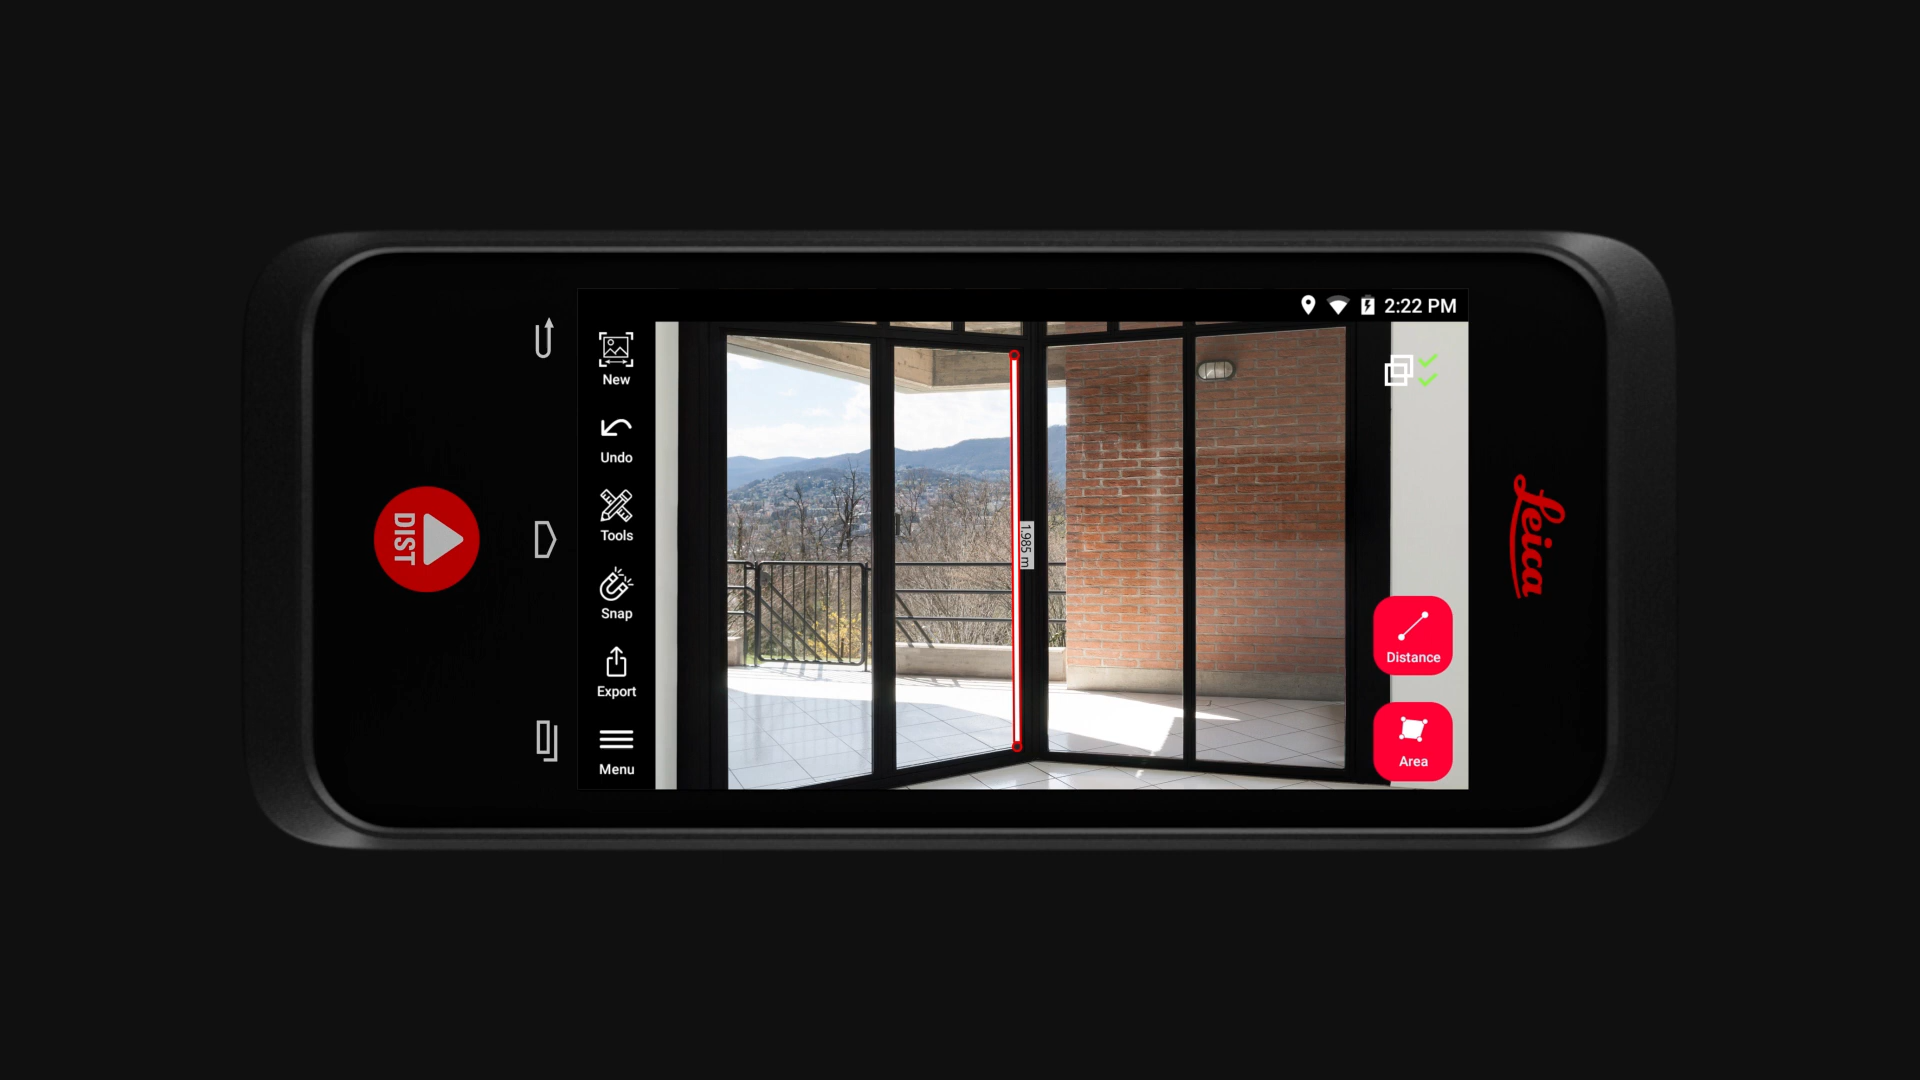 2:22 PM
New
Undo
Tools
Snap
Export
Menu
DIST
1.985 m
Distance
Area
Leica